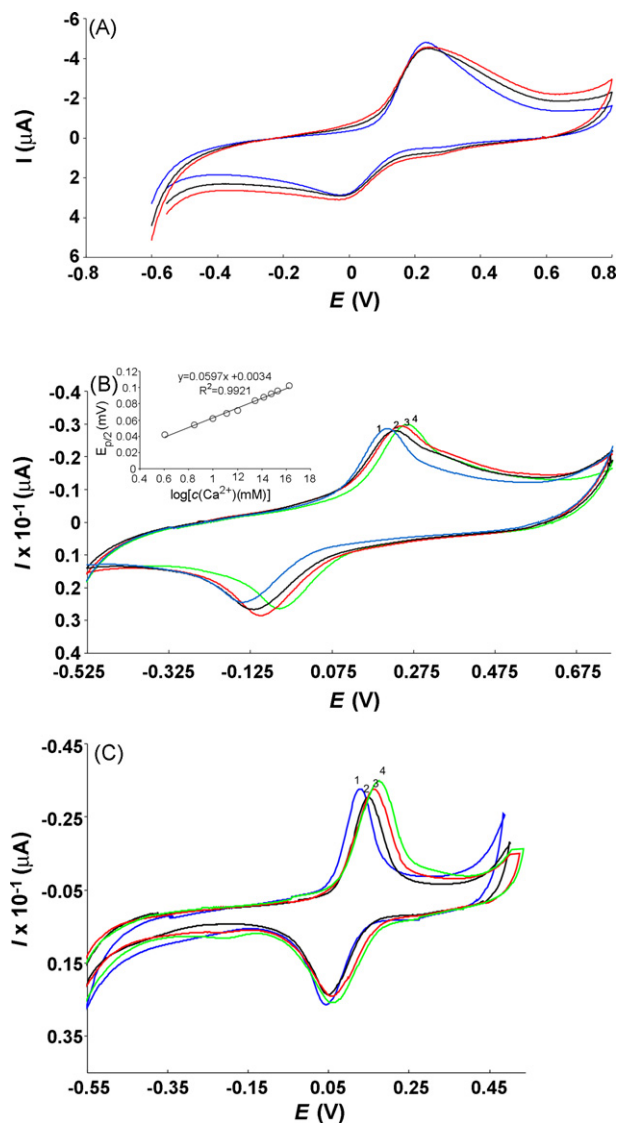 (A)
-6
-4
-2
0
2
4
6
I (µA)
-0.8 -0.6 -0.4 -0.2 0 0.2 0.4 0.6 0.8
E (V)
(B)
0.12
0.1
0.08
0.06
0.04
0.02
0
E p/2 (mV)
y=0.0597x +0.0034
R²=0.9921
0.4 0.6 0.8 10 12 14 16 18
log[c(Ca²⁺)(mM)]
-0.4
-0.3
-0.2
-0.1
0
0.1
0.2
0.3
0.4
I x 10⁻¹ (µA)
1 2 3 4
-0.525 -0.325 -0.125 0.075 0.275 0.475 0.675
E (V)
(C)
-0.45
-0.25
-0.05
0.15
0.35
I x 10⁻¹ (µA)
1 2 3 4
-0.55 -0.35 -0.15 0.05 0.25 0.45
E (V)